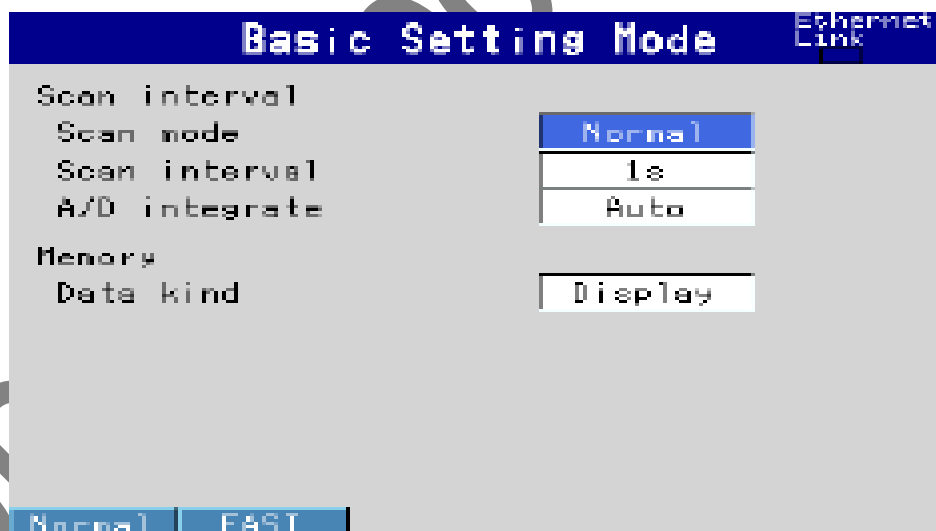 Basic Setting Mode
Ethernet
Link
Scan interval
Scan mode Normal
Scan interval 1s
A/D integrate Auto
Memory
Data kind Display
Normal FAST